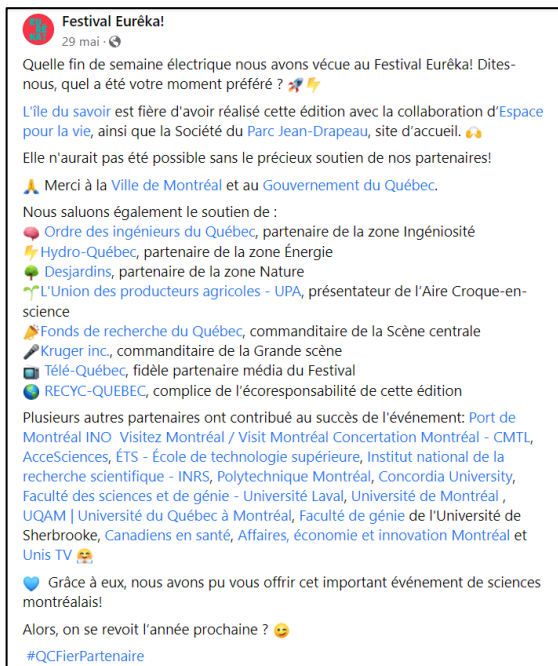 Festival Eurêka!
29 mai ·
Quelle fin de semaine électrique nous avons vécue au Festival Eurêka! Dites-
nous, quel a été votre moment préféré ? 🚀⚡
L'île du savoir est fière d'avoir réalisé cette édition avec la collaboration d'Espace
pour la vie, ainsi que la Société du Parc Jean-Drapeau, site d'accueil. 🙌
Elle n'aurait pas été possible sans le précieux soutien de nos partenaires!
🙏 Merci à la Ville de Montréal et au Gouvernement du Québec.
Nous saluons également le soutien de :
🧠 Ordre des ingénieurs du Québec, partenaire de la zone Ingéniosité
⚡Hydro-Québec, partenaire de la zone Énergie
🌳 Desjardins, partenaire de la zone Nature
🌱L'Union des producteurs agricoles - UPA, présentateur de l'Aire Croque-en-
science
🎉Fonds de recherche du Québec, commanditaire de la Scène centrale
🎤Kruger inc., commanditaire de la Grande scène
📺 Télé-Québec, fidèle partenaire média du Festival
🌎 RECYC-QUEBEC, complice de l'écoresponsabilité de cette édition
Plusieurs autres partenaires ont contribué au succès de l'événement: Port de
Montréal INO Visitez Montréal / Visit Montréal Concertation Montréal - CMTL,
AcceSciences, ÉTS - École de technologie supérieure, Institut national de la
recherche scientifique - INRS, Polytechnique Montréal, Concordia University,
Faculté des sciences et de génie - Université Laval, Université de Montréal ,
UQAM | Université du Québec à Montréal, Faculté de génie de l'Université de
Sherbrooke, Canadiens en santé, Affaires, économie et innovation Montréal et
Unis TV 🤗
💙 Grâce à eux, nous avons pu vous offrir cet important événement de sciences
montréalais!
Alors, on se revoit l'année prochaine ? 😉
#QCFierPartenaire